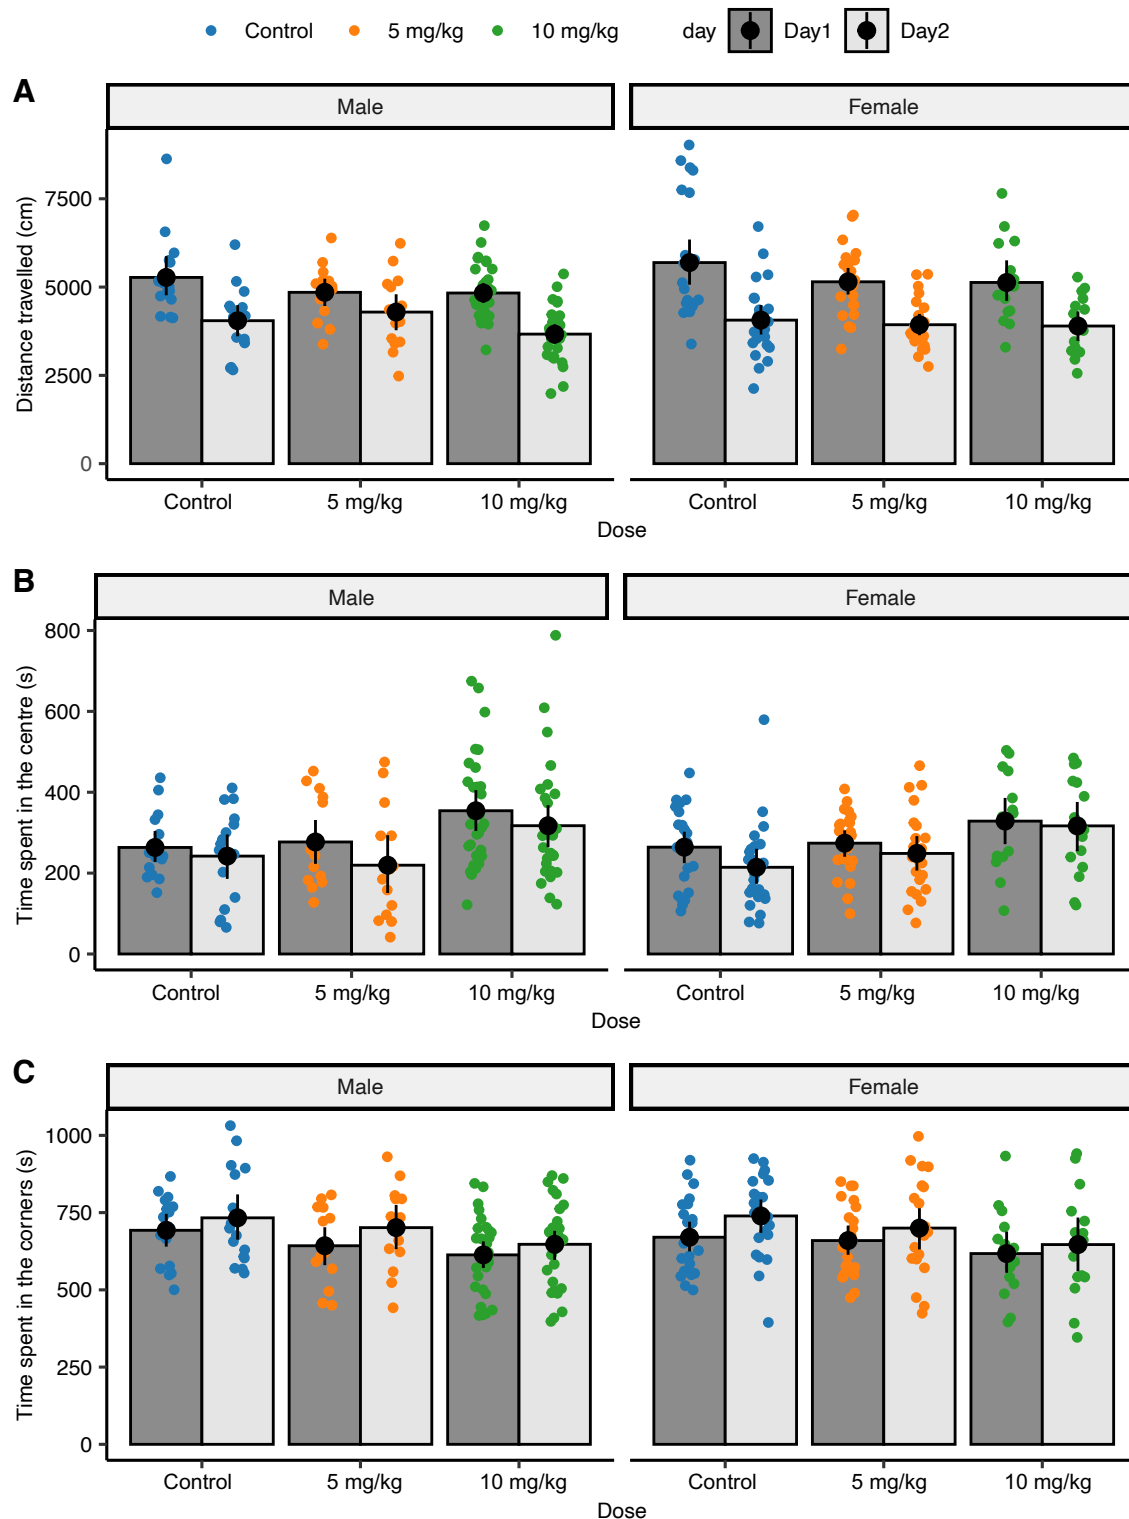 Control 5 mg/kg 10 mg/kg day Day1 Day2
A
Male Female
Distance travelled (cm)
7500
5000
2500
0
Control 5 mg/kg 10 mg/kg Control 5 mg/kg 10 mg/kg
Dose
B
Male Female
Time spent in the centre (s)
800
600
400
200
0
Control 5 mg/kg 10 mg/kg Control 5 mg/kg 10 mg/kg
Dose
C
Male Female
Time spent in the corners (s)
1000
750
500
250
0
Control 5 mg/kg 10 mg/kg Control 5 mg/kg 10 mg/kg
Dose